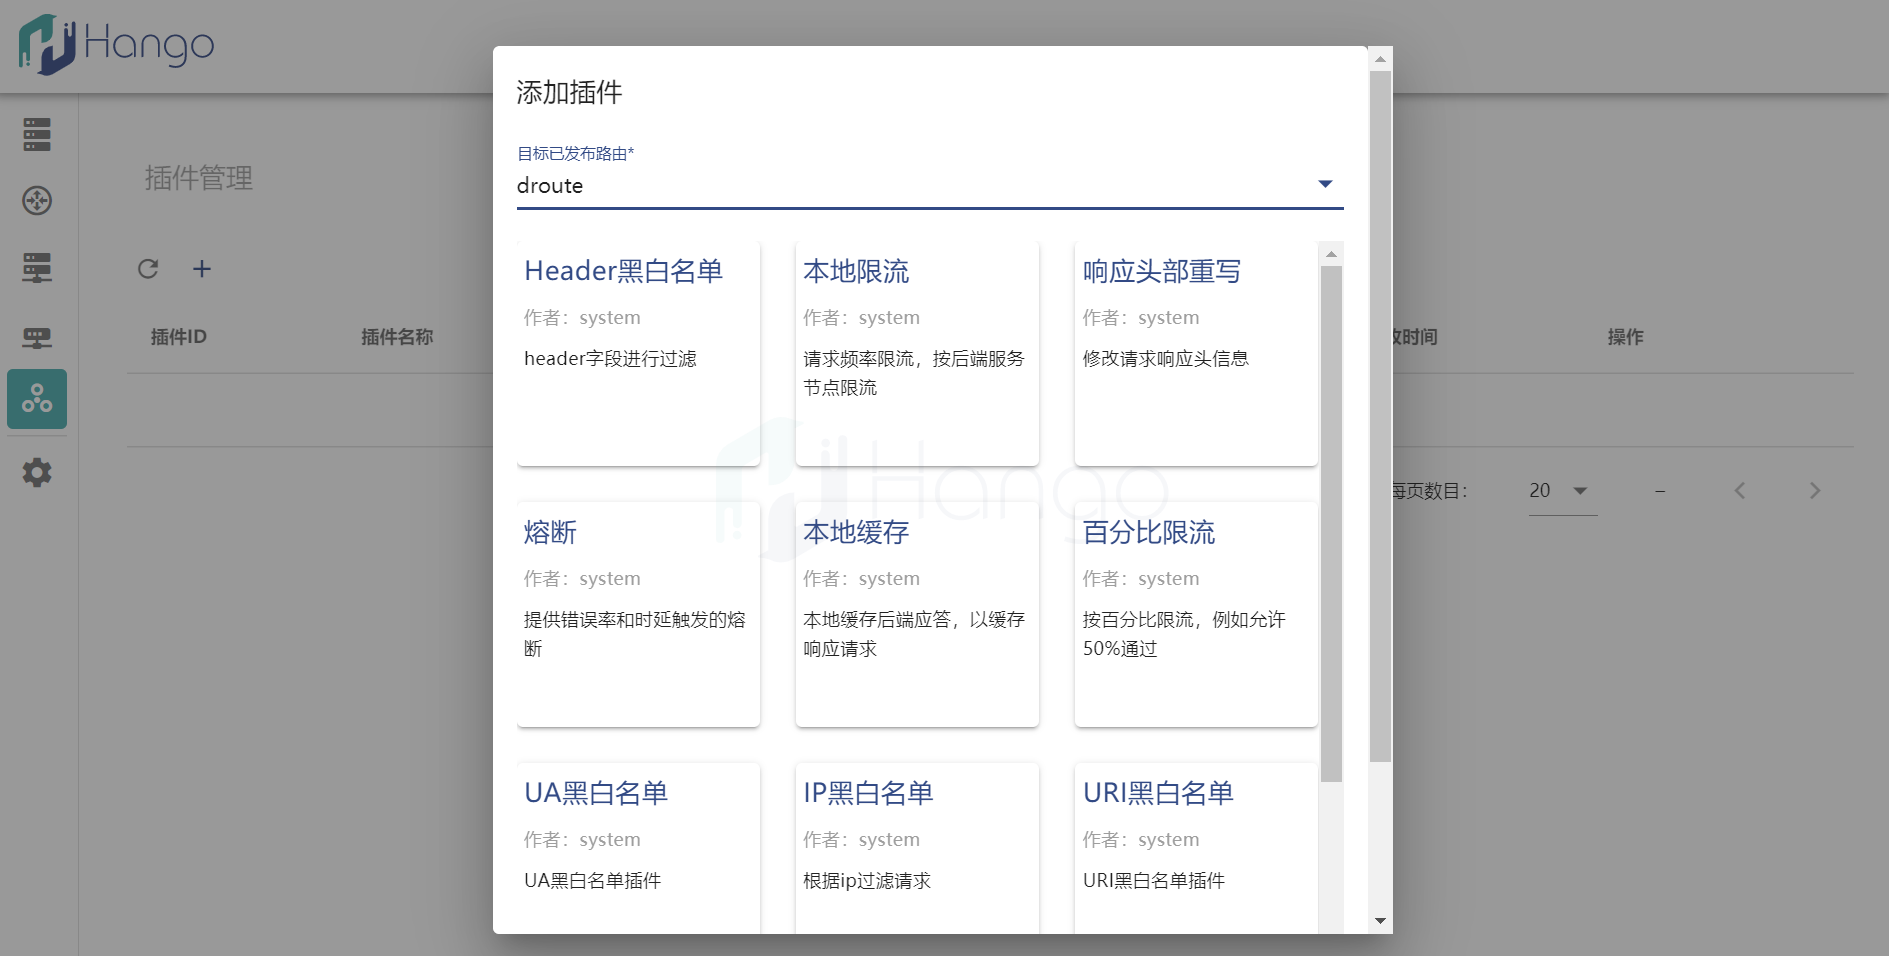 Hango
插件管理
插件ID
插件名称
改时间
操作
每页数目：
20
–
添加插件
目标已发布路由*
droute
Header黑白名单
作者：system
header字段进行过滤
本地限流
作者：system
请求频率限流，按后端服务
节点限流
响应头部重写
作者：system
修改请求响应头信息
熔断
作者：system
提供错误率和时延触发的熔
断
本地缓存
作者：system
本地缓存后端应答，以缓存
响应请求
百分比限流
作者：system
按百分比限流，例如允许
50%通过
UA黑白名单
作者：system
UA黑白名单插件
IP黑白名单
作者：system
根据ip过滤请求
URI黑白名单
作者：system
URI黑白名单插件
Hango